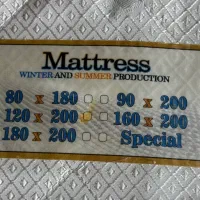 Mattress
WINTER AND SUMMER PRODUCTION
80 x 180 90 x 200
120 x 200 160 x 200
180 x 200 Special